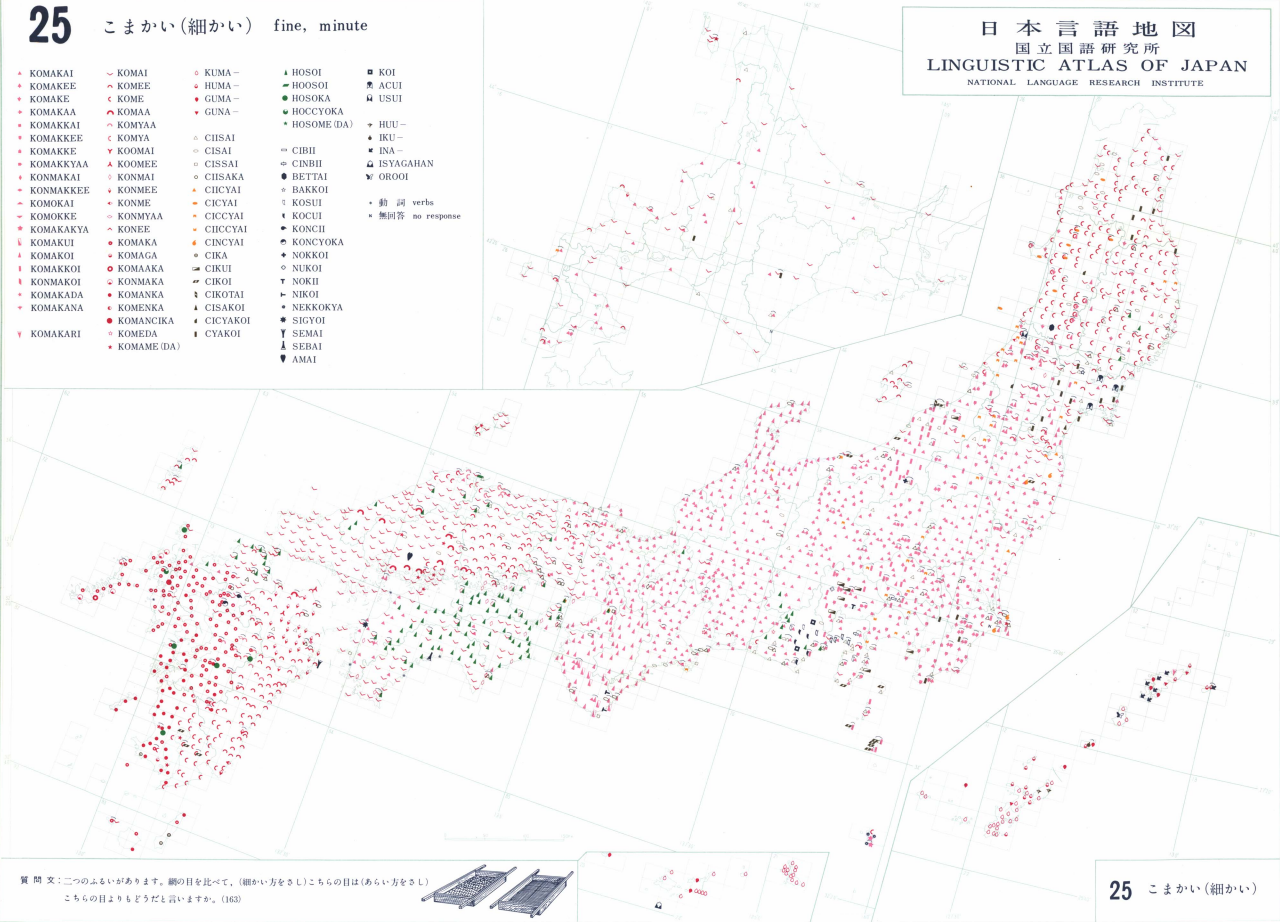 25 こまかい(細かい) fine, minute
日本言語地図
国立国語研究所
LINGUISTIC ATLAS OF JAPAN
NATIONAL LANGUAGE RESEARCH INSTITUTE
KOMAKAI
KOMAKEE
KOMAKE
KOMAKAA
KOMAKKAI
KOMAKKEE
KOMAKKE
KOMAKKYAA
KONMAKAI
KONMAKKEE
KOMOKAI
KOMOKKE
KOMAKAKYA
KOMAKUI
KOMAKOI
KOMAKKOI
KONMAKOI
KOMAKADA
KOMAKANA
KOMAKARI
KOMAI
KOMEE
KOME
KOMAA
KOMYAA
KOMYA
KOOMAI
KOOMEE
KONMAI
KONMEE
KONME
KONMYAA
KONEE
KOMAKA
KOMAGA
KOMAAKA
KONMAKA
KOMANKA
KOMENKA
KOMANCIKA
KOMEDA
KOMAME(DA)
KUMA–
HUMA–
GUMA–
GUNA–
CIISAI
CISAI
CISSAI
CIISAKA
CIICYAI
CICYAI
CICCYAI
CIICCYAI
CINCYAI
CIKA
CIKUI
CIKOI
CIKOTAI
CISAKOI
CICYAKOI
CYAKOI
HOSOI
HOOSOI
HOSOKA
HOCCYOKA
HOSOME(DA)
CIBII
CINBII
BETTAI
BAKKOI
KOSUI
KOCUI
KONCII
KONCYOKA
NOKKOI
NUKOI
NOKII
NIKOI
NEKKOKYA
SIGYOI
SEMAI
SEBAI
AMAI
KOI
ACUI
USUI
HUU–
IKU–
INA–
ISYAGAHAN
OROOI
動 詞 verbs
無回答 no response
質 問 文：二つのふるいがあります。網の目を比べて，(細かい方をさし)こちらの目は(あらい方をさし)
こちらの目よりもどうだと言いますか。(163)
25 こまかい(細かい)